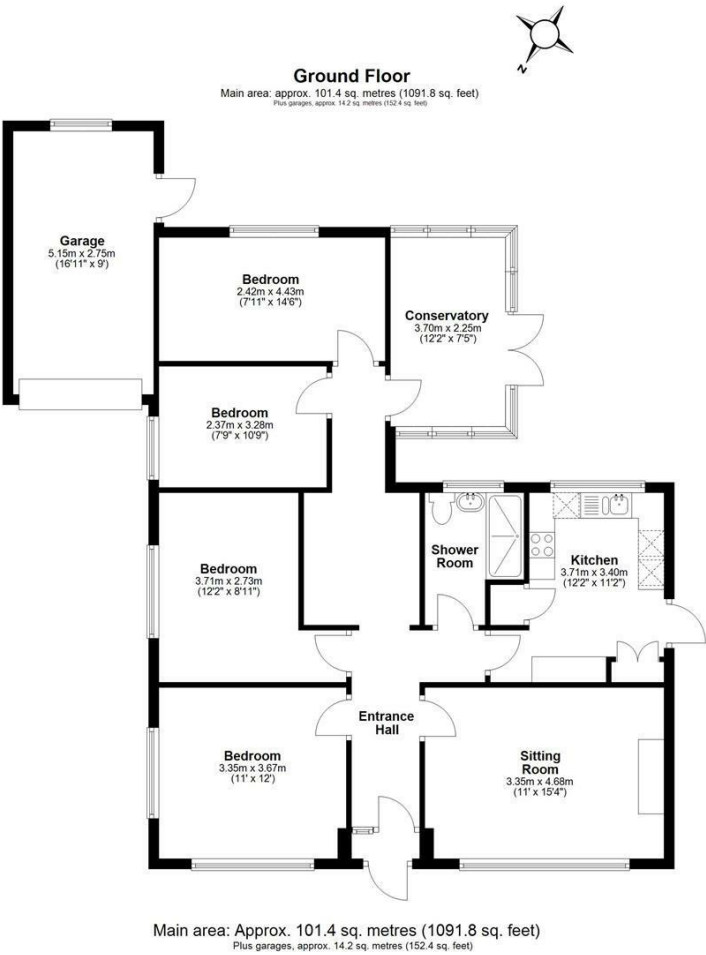 N
Ground Floor
Main area: approx. 101.4 sq. metres (1091.8 sq. feet)
Plus garages, approx. 14.2 sq. metres (152.4 sq. feet)
Garage
5.15m x 2.75m
(16'11" x 9')
Bedroom
2.42m x 4.43m
(7'11" x 14'6")
Conservatory
3.70m x 2.25m
(12'2" x 7'5")
Bedroom
2.37m x 3.28m
(7'9" x 10'9")
Bedroom
3.71m x 2.73m
(12'2" x 8'11")
Shower
Room
Kitchen
3.71m x 3.40m
(12'2" x 11'2")
Entrance
Hall
Bedroom
3.35m x 3.67m
(11' x 12')
Sitting
Room
3.35m x 4.68m
(11' x 15'4")
Main area: Approx. 101.4 sq. metres (1091.8 sq. feet)
Plus garages, approx. 14.2 sq. metres (152.4 sq. feet)